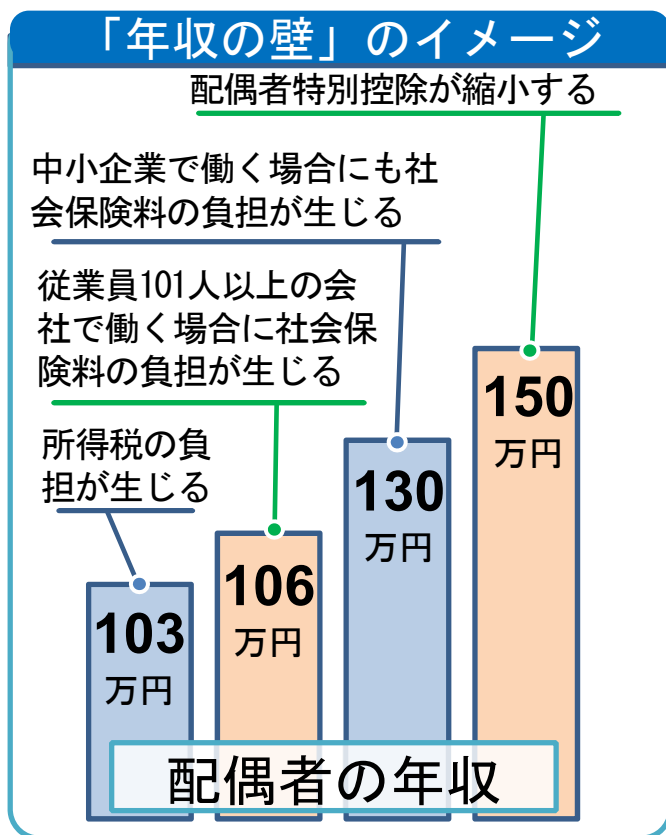 「年収の壁」のイメージ
配偶者特別控除が縮小する
中小企業で働く場合にも社
会保険料の負担が生じる
従業員101人以上の会
社で働く場合に社会保
険料の負担が生じる
所得税の負
担が生じる
103
万円
106
万円
130
万円
150
万円
配偶者の年収